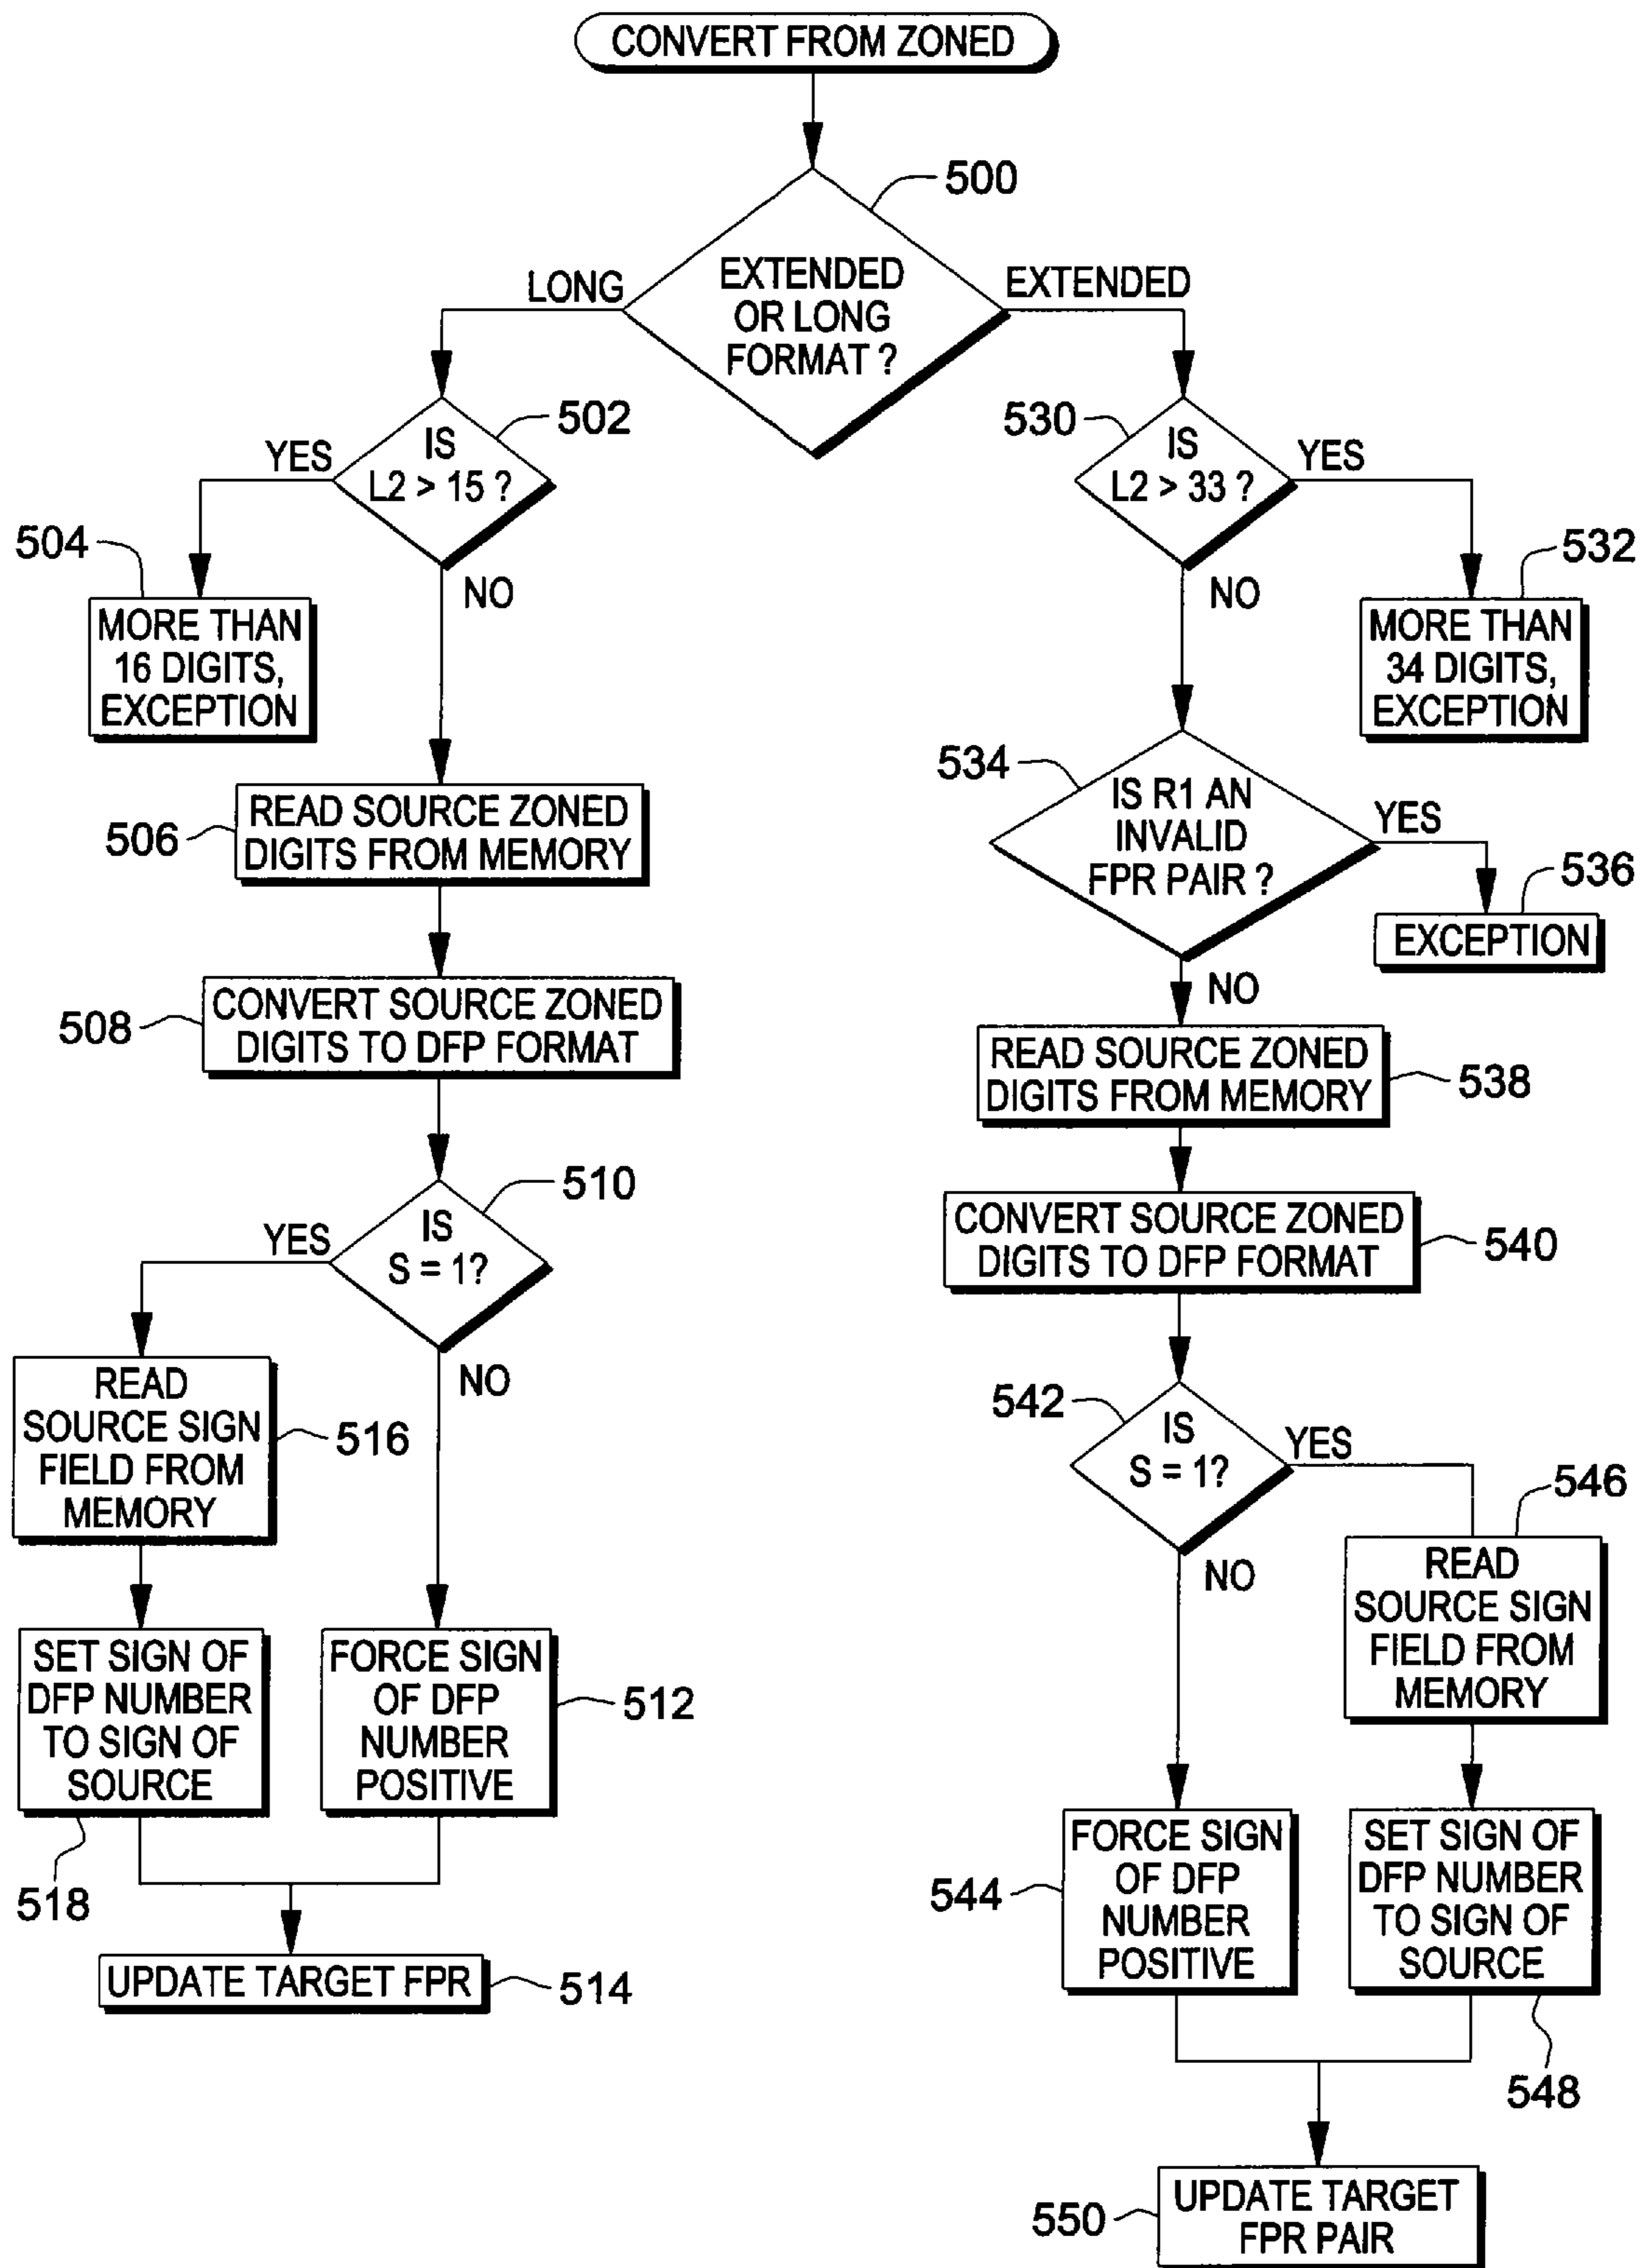 CONVERT FROM ZONED
500
EXTENDED
OR LONG
FORMAT ?
LONG
EXTENDED
502
IS
L2 > 15 ?
YES
NO
504
MORE THAN
16 DIGITS,
EXCEPTION
506
READ SOURCE ZONED
DIGITS FROM MEMORY
508
CONVERT SOURCE ZONED
DIGITS TO DFP FORMAT
510
IS
S = 1?
YES
NO
READ
SOURCE SIGN
FIELD FROM
MEMORY
516
SET SIGN OF
DFP NUMBER
TO SIGN OF
SOURCE
518
FORCE SIGN
OF DFP
NUMBER
POSITIVE
512
UPDATE TARGET FPR
514
530
IS
L2 > 33 ?
YES
NO
532
MORE THAN
34 DIGITS,
EXCEPTION
534
IS R1 AN
INVALID
FPR PAIR ?
YES
NO
536
EXCEPTION
READ SOURCE ZONED
DIGITS FROM MEMORY
538
CONVERT SOURCE ZONED
DIGITS TO DFP FORMAT
540
542
IS
S = 1?
YES
NO
546
READ
SOURCE SIGN
FIELD FROM
MEMORY
544
FORCE SIGN
OF DFP
NUMBER
POSITIVE
SET SIGN OF
DFP NUMBER
TO SIGN OF
SOURCE
548
550
UPDATE TARGET
FPR PAIR